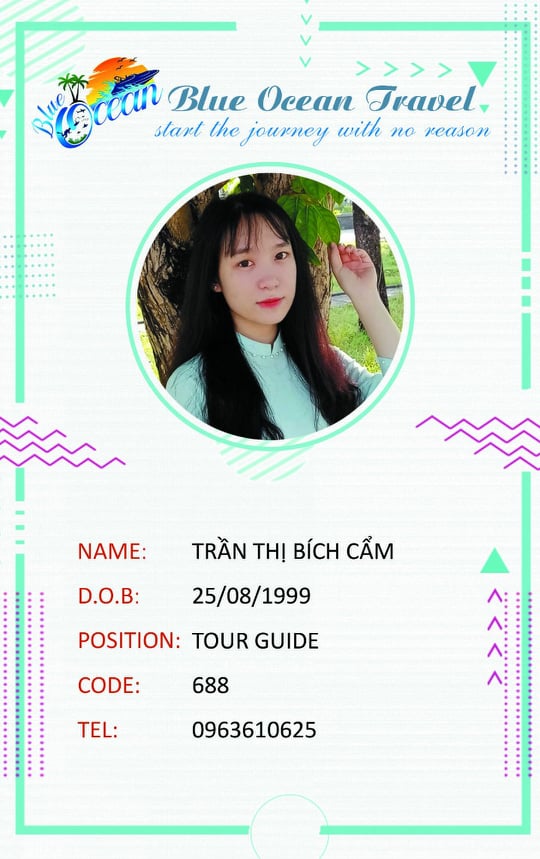 Blue Ocean
Blue Ocean Travel
start the journey with no reason
NAME: TRẦN THỊ BÍCH CẨM
D.O.B: 25/08/1999
POSITION: TOUR GUIDE
CODE: 688
TEL: 0963610625